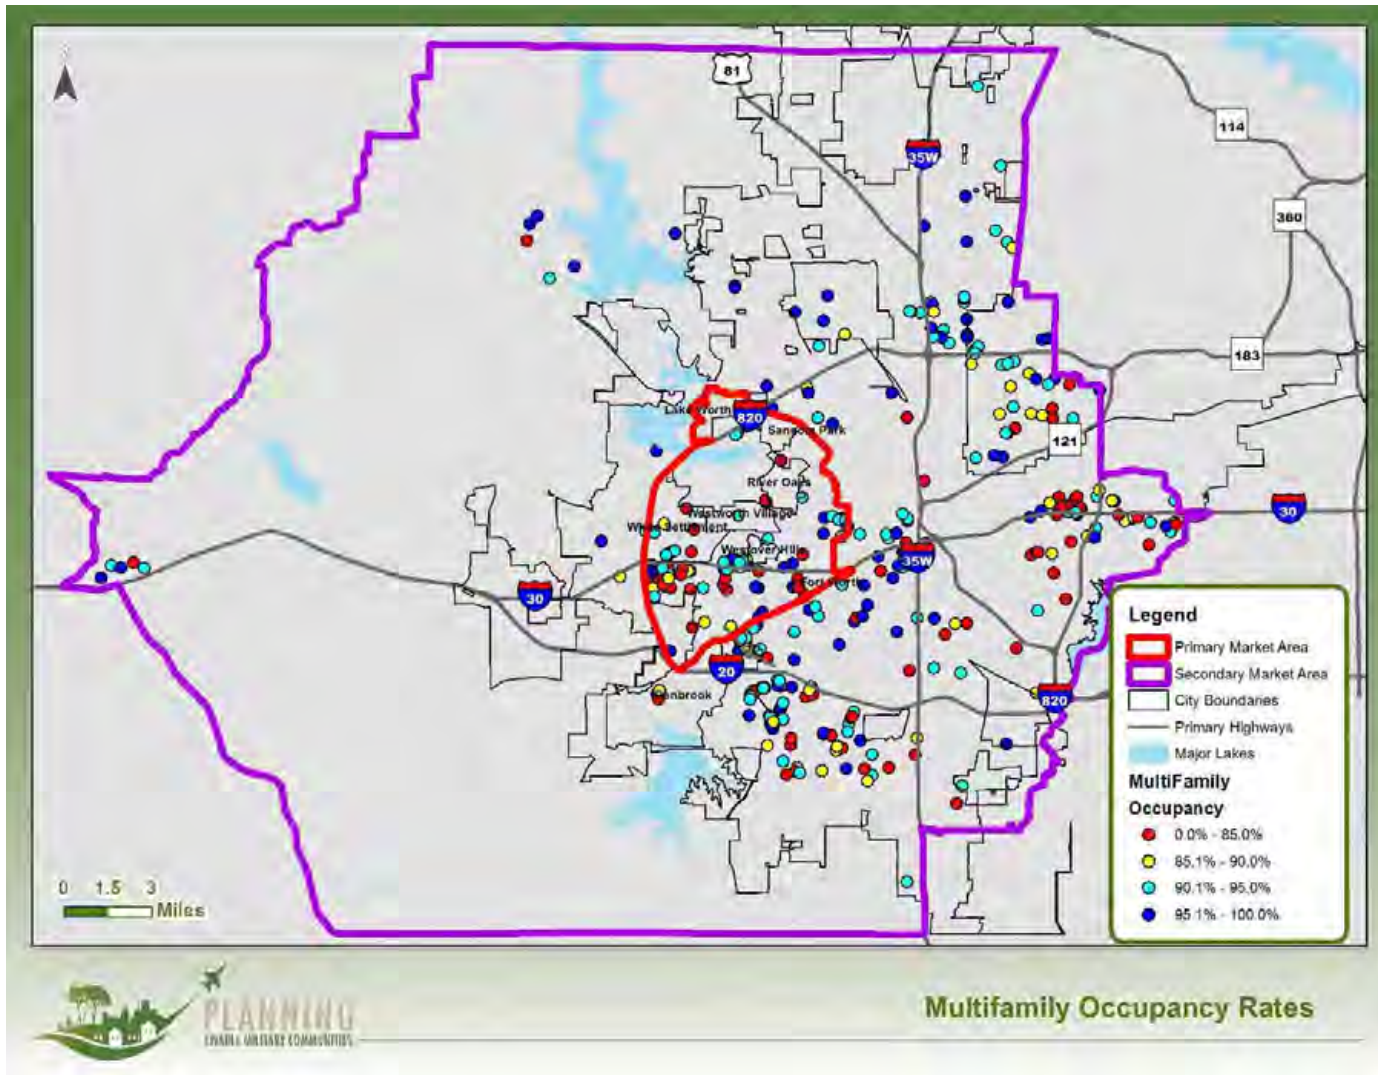 81
114
35W
360
183
Lake Worth
820
Sansom Park
121
River Oaks
Westworth Village
White Settlement
30
Westover Hills
35W
Fort Worth
30
20
820
Legend
Primary Market Area
Secondary Market Area
City Boundaries
Primary Highways
Major Lakes
MultiFamily
Occupancy
0.0% - 85.0%
85.1% - 90.0%
90.1% - 95.0%
95.1% - 100.0%
0 1.5 3
Miles
PLANNING
Multifamily Occupancy Rates